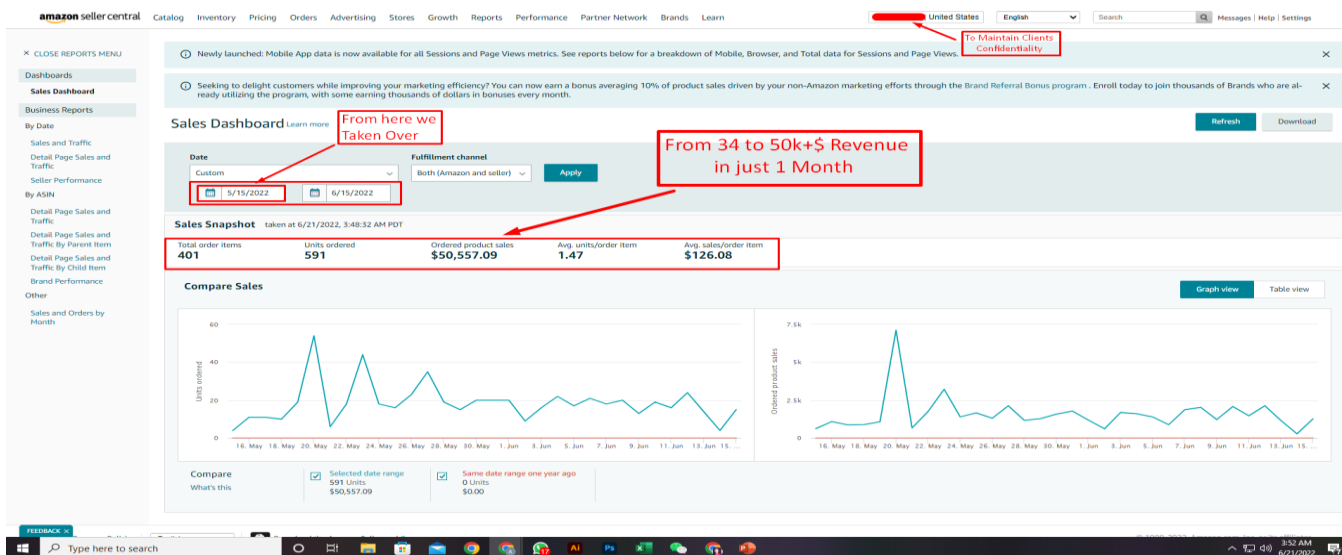 amazon seller central Catalog Inventory Pricing Orders Advertising Stores Growth Reports Performance Partner Network Brands Learn
United States English Search Messages | Help | Settings
To Maintain Clients
Confidentiality
× CLOSE REPORTS MENU
Dashboards
Sales Dashboard
Business Reports
By Date
Sales and Traffic
Detail Page Sales and
Traffic
Seller Performance
By ASIN
Detail Page Sales and
Traffic
Detail Page Sales and
Traffic By Parent Item
Detail Page Sales and
Traffic By Child Item
Brand Performance
Other
Sales and Orders by
Month
Newly launched: Mobile App data is now available for all Sessions and Page Views metrics. See reports below for a breakdown of Mobile, Browser, and Total data for Sessions and Page Views.
Seeking to delight customers while improving your marketing efficiency? You can now earn a bonus averaging 10% of product sales driven by your non-Amazon marketing efforts through the Brand Referral Bonus program . Enroll today to join thousands of Brands who are al-
ready utilizing the program, with some earning thousands of dollars in bonuses every month.
Sales Dashboard Learn more
From here we
Taken Over
Refresh Download
From 34 to 50k+$ Revenue
in just 1 Month
Date Fulfillment channel
Custom Both (Amazon and seller) Apply
5/15/2022 6/15/2022
Sales Snapshot taken at 6/21/2022, 3:48:32 AM PDT
Total order items Units ordered Ordered product sales Avg. units/order item Avg. sales/order item
401 591 $50,557.09 1.47 $126.08
Compare Sales
Graph view Table view
60
40
20
0
Units ordered
16. May 18. May 20. May 22. May 24. May 26. May 28. May 30. May 1. Jun 3. Jun 5. Jun 7. Jun 9. Jun 11. Jun 13. Jun 15. ...
7.5k
5k
2.5k
0
Ordered product sales
16. May 18. May 20. May 22. May 24. May 26. May 28. May 30. May 1. Jun 3. Jun 5. Jun 7. Jun 9. Jun 11. Jun 13. Jun 15. ...
Compare
What's this
Selected date range
591 Units
$50,557.09
Same date range one year ago
0 Units
$0.00
FEEDBACK ×
Type here to search
17
Ai
Ps
3:52 AM
6/21/2022